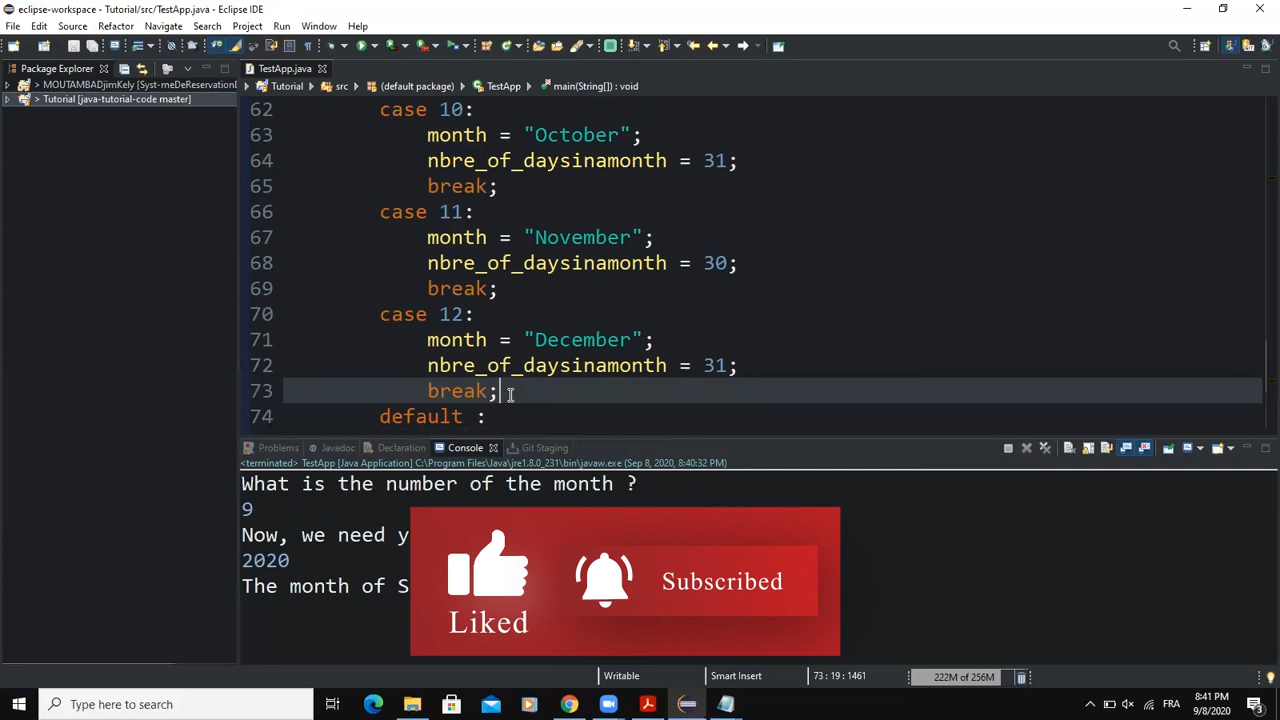 eclipse-workspace - Tutorial/src/TestApp.java - Eclipse IDE
File Edit Source Refactor Navigate Search Project Run Window Help
Package Explorer
TestApp.java
MOUTAMBADjimKely [Syst-meDeReservationD
Tutorial [java-tutorial-code master]
Tutorial src (default package) TestApp main(String[]) : void
62 case 10:
63 month = "October";
64 nbre_of_daysinamonth = 31;
65 break;
66 case 11:
67 month = "November";
68 nbre_of_daysinamonth = 30;
69 break;
70 case 12:
71 month = "December";
72 nbre_of_daysinamonth = 31;
73 break;
74 default :
Problems Javadoc Declaration Console Git Staging
<terminated> TestApp [Java Application] C:\Program Files\Java\jre1.8.0_231\bin\javaw.exe (Sep 8, 2020, 8:40:32 PM)
What is the number of the month ?
9
Now, we need y
2020
The month of S
Liked
Subscribed
Writable Smart Insert 73 : 19 : 1461 222M of 256M
Type here to search
FRA
8:41 PM
9/8/2020
3